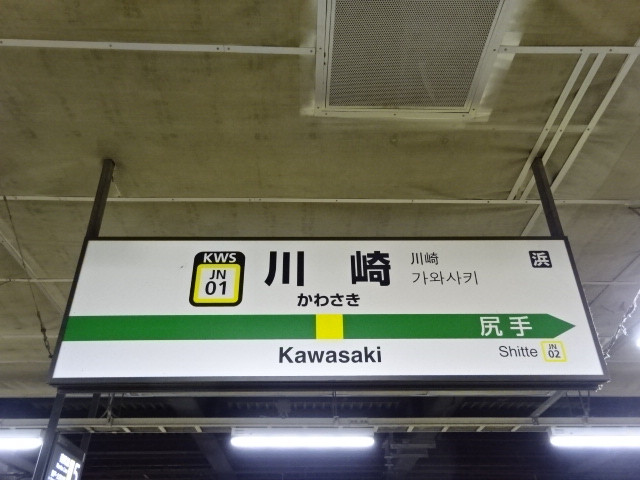 KWS
JN
01
川崎
かわさき
川崎
가와사키
浜
尻手
Kawasaki
Shitte
JN
02